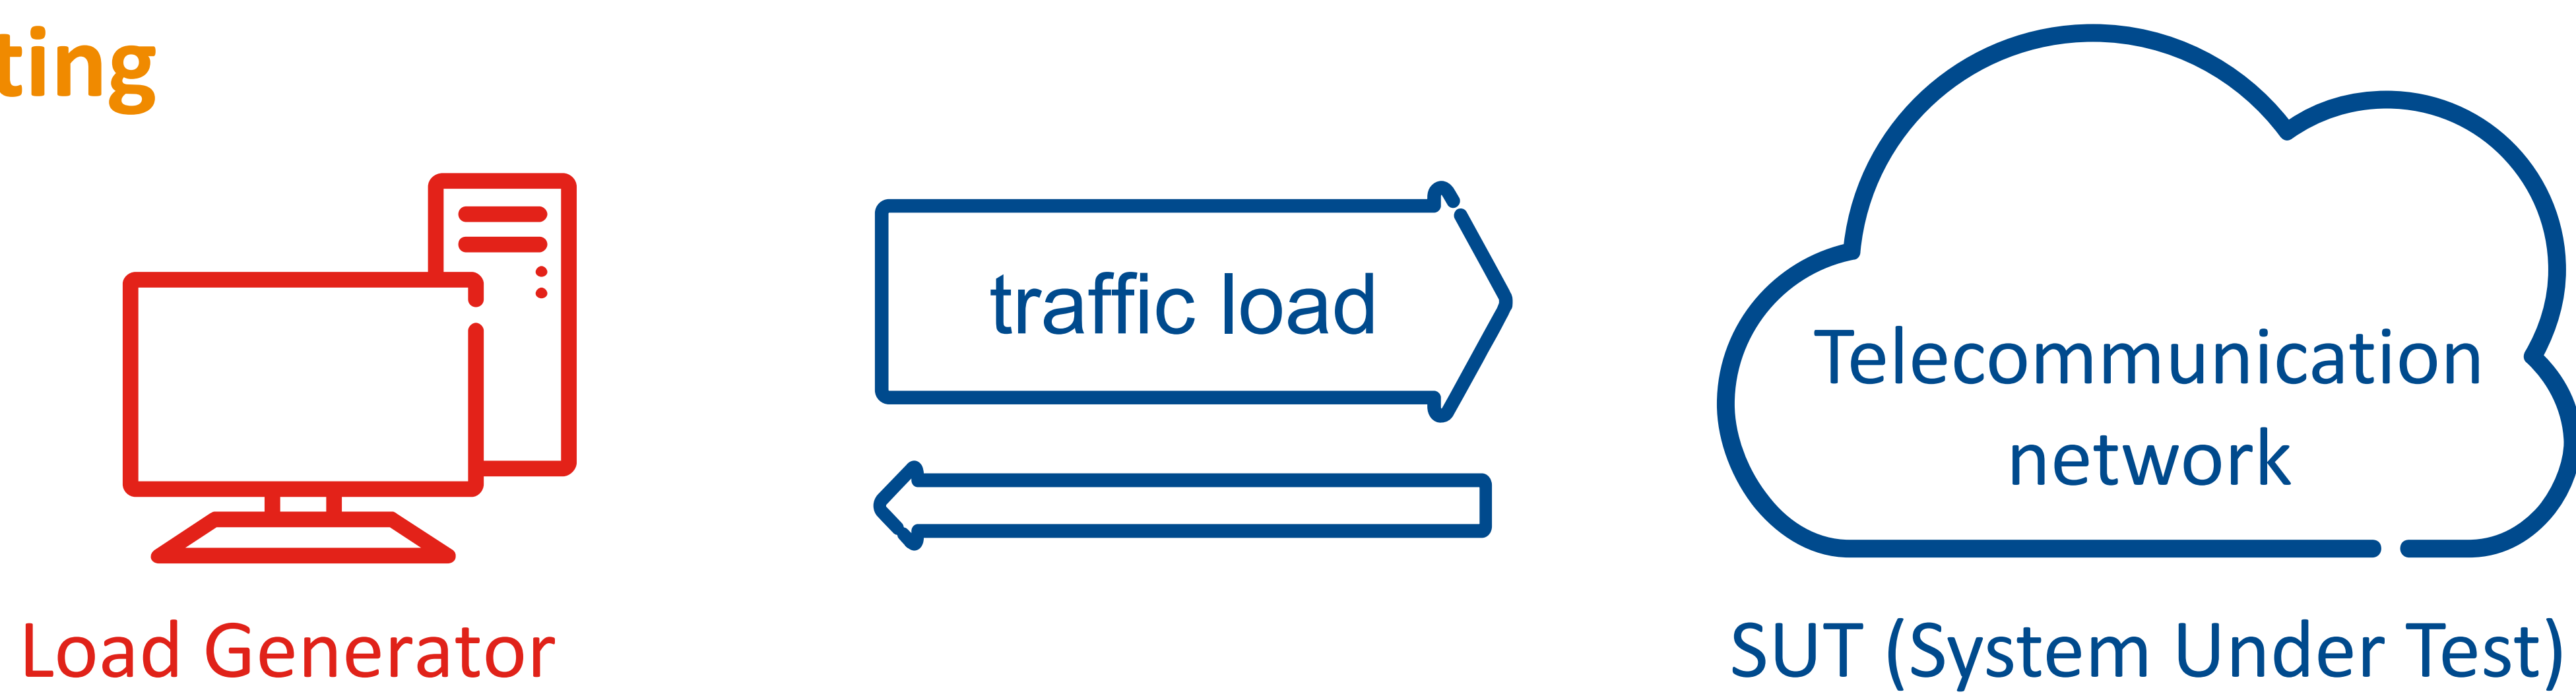 ting
traffic load
Telecommunication
network
Load Generator
SUT (System Under Test)